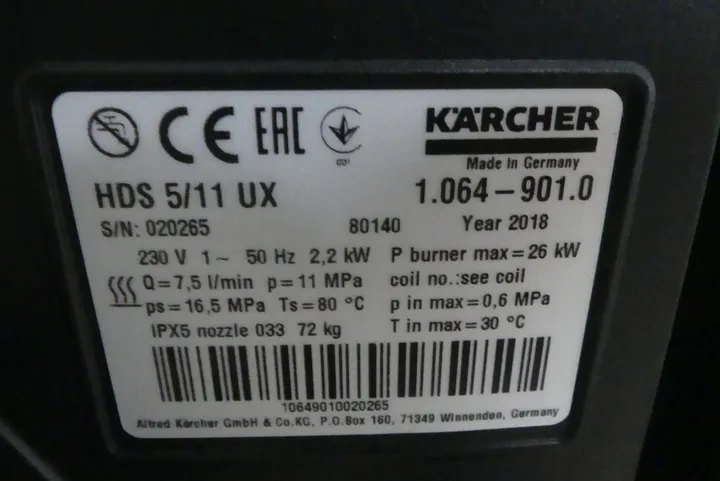 CE EAC 001 KÄRCHER
Made in Germany
HDS 5/11 UX 1.064-901.0
S/N: 020265 80140 Year 2018
230 V 1~ 50 Hz 2,2 kW P burner max=26 kW
Q=7,5 l/min p=11 MPa coil no.:see coil
ps=16,5 MPa Ts=80 °C p in max=0,6 MPa
IPX5 nozzle 033 72 kg T in max=30 °C
10649010020265
Alfred Kärcher GmbH & Co.KG, P.O.Box 160, 71349 Winnenden, Germany